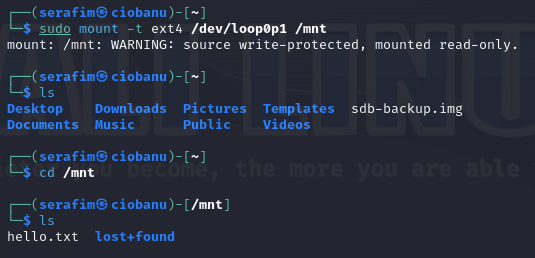 ┌──(serafim㉿ciobanu)-[~]
└─$ sudo mount -t ext4 /dev/loop0p1 /mnt
mount: /mnt: WARNING: source write-protected, mounted read-only.
┌──(serafim㉿ciobanu)-[~]
└─$ ls
Desktop    Downloads  Pictures  Templates  sdb-backup.img
Documents  Music      Public    Videos
┌──(serafim㉿ciobanu)-[~]
└─$ cd /mnt
┌──(serafim㉿ciobanu)-[/mnt]
└─$ ls
hello.txt  lost+found